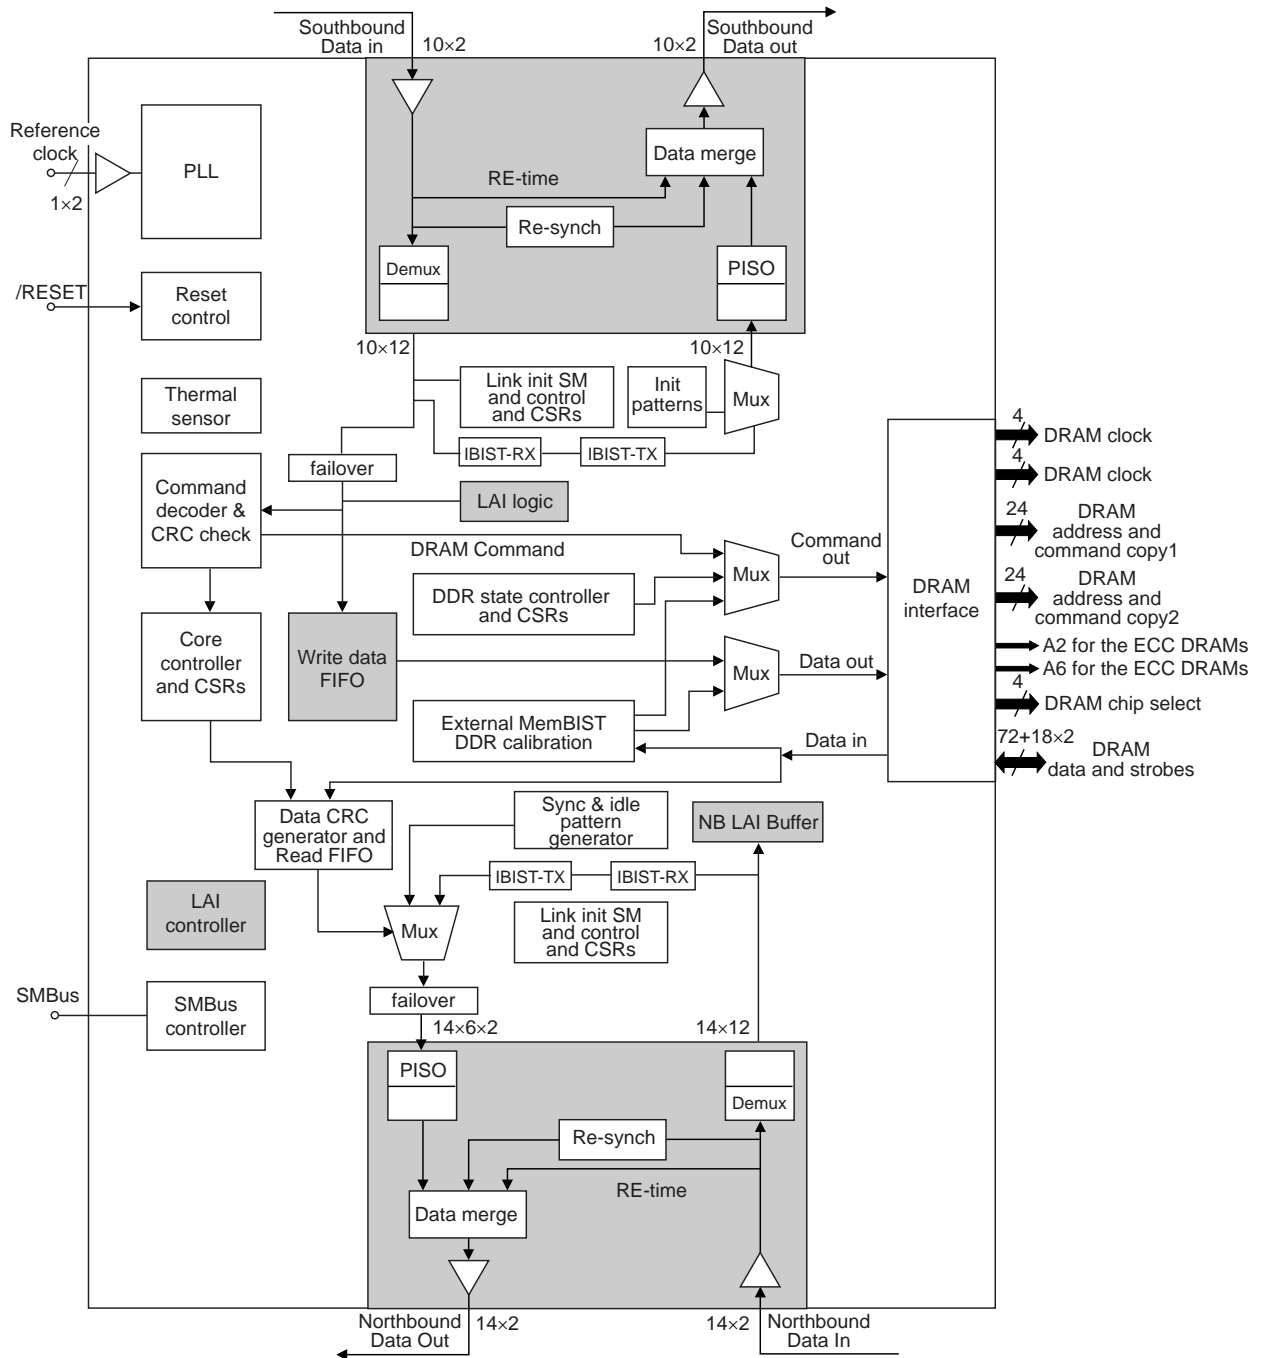 Southbound
Data in
10×2
10×2
Southbound
Data out
Reference
clock
1×2
PLL
Data merge
RE-time
Re-synch
Demux
PISO
/RESET
Reset
control
10×12
10×12
Thermal
sensor
Link init SM
and control
and CSRs
Init
patterns
Mux
IBIST-RX
IBIST-TX
failover
LAI logic
Command
decoder &
CRC check
DRAM Command
Mux
Command
out
DDR state controller
and CSRs
DRAM
interface
4
DRAM clock
4
DRAM clock
24
DRAM
address and
command copy1
24
DRAM
address and
command copy2
A2 for the ECC DRAMs
A6 for the ECC DRAMs
4
DRAM chip select
72+18×2
DRAM
data and strobes
Core
controller
and CSRs
Write data
FIFO
Mux
Data out
External MemBIST
DDR calibration
Data in
Data CRC
generator and
Read FIFO
Sync & idle
pattern
generator
NB LAI Buffer
IBIST-TX
IBIST-RX
LAI
controller
Mux
Link init SM
and control
and CSRs
SMBus
SMBus
controller
failover
14×6×2
14×12
PISO
Demux
Re-synch
RE-time
Data merge
Northbound
Data Out
14×2
14×2
Northbound
Data In